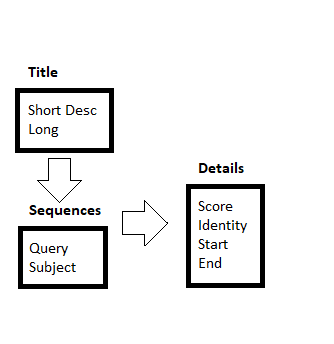 Title
Short Desc
Long
Sequences
Query
Subject
Details
Score
Identity
Start
End